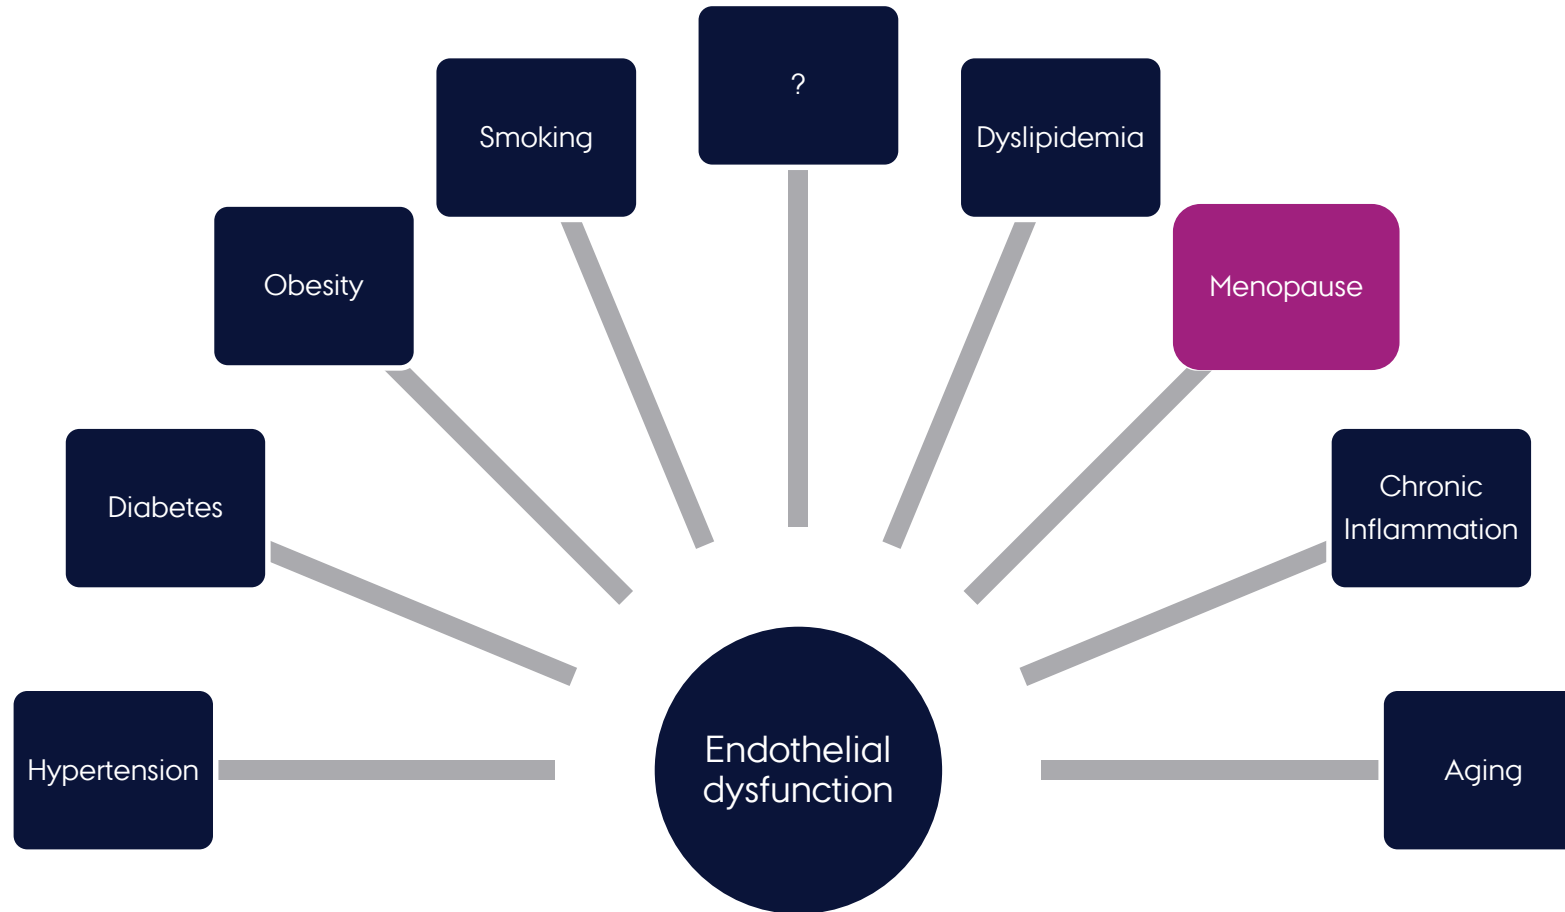 ?
Smoking
Dyslipidemia
Obesity
Menopause
Diabetes
Chronic
Inflammation
Hypertension
Endothelial
dysfunction
Aging